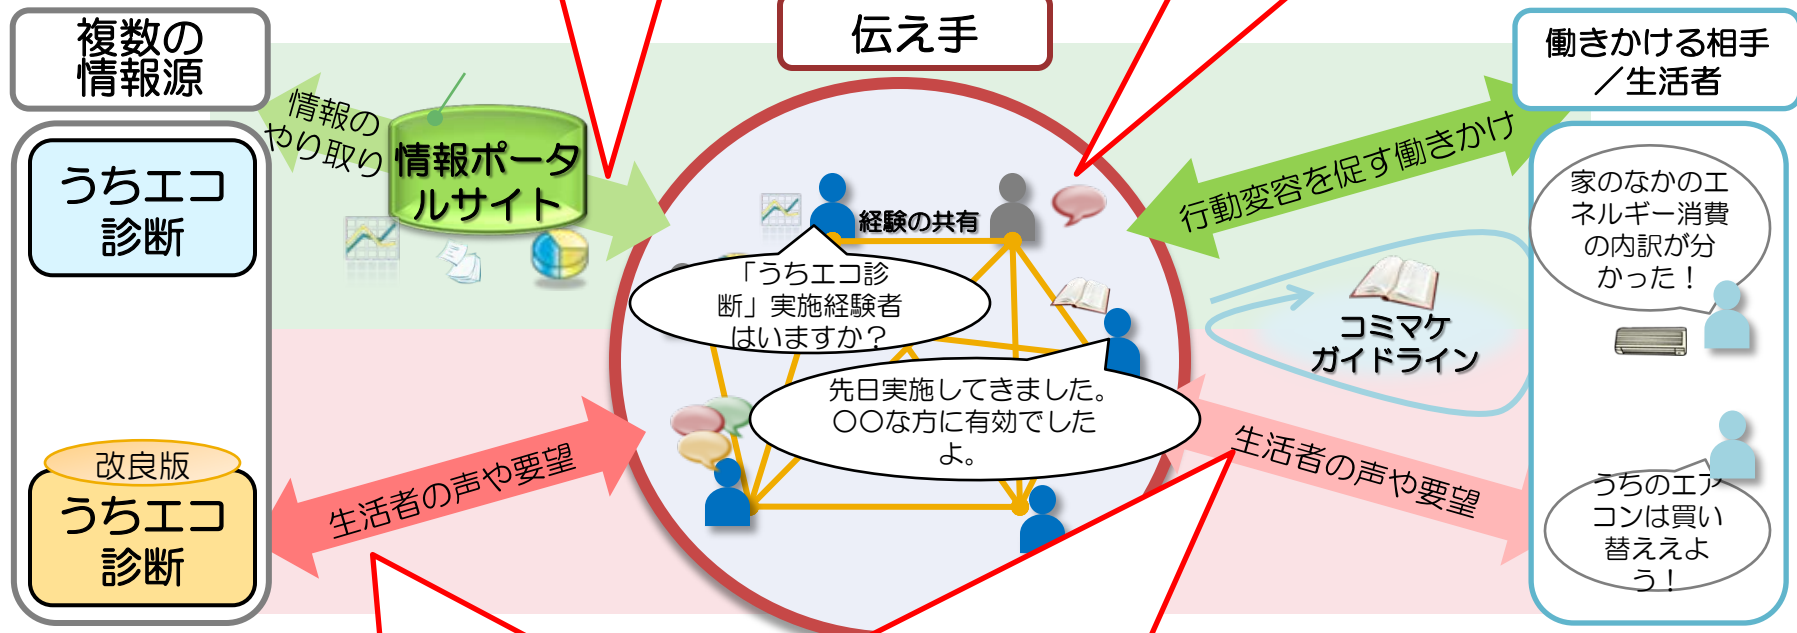 複数の
情報源
うちエコ
診断
改良版
うちエコ
診断
情報の
やり取り
情報ポータ
ルサイト
生活者の声や要望
伝え手
経験の共有
「うちエコ診
断」実施経験者
はいますか？
先日実施してきました。
〇〇な方に有効でした
よ。
行動変容を促す働きかけ
コミマケ
ガイドライン
生活者の声や要望
働きかける相手
／生活者
家のなかのエ
ネルギー消費
の内訳が分
かった！
うちのエア
コンは買い
替ええよ
う！